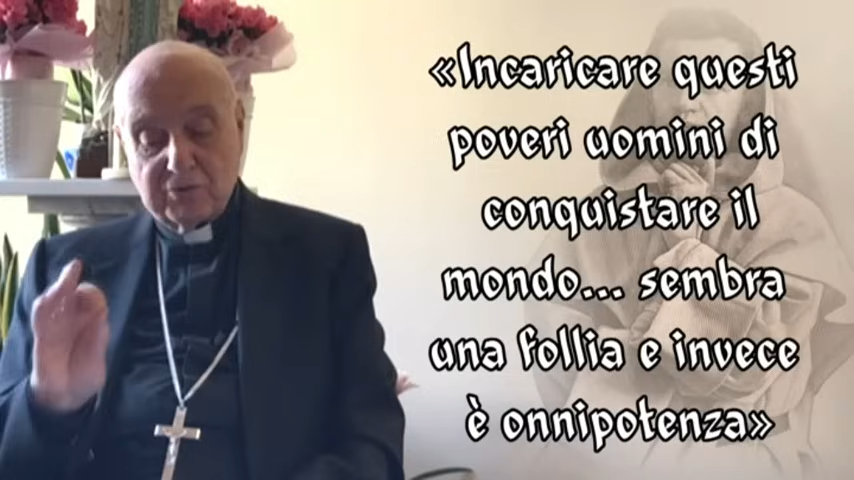 «Incaricare questi
poveri uomini di
conquistare il
mondo... sembra
una follia e invece
è onnipotenza»